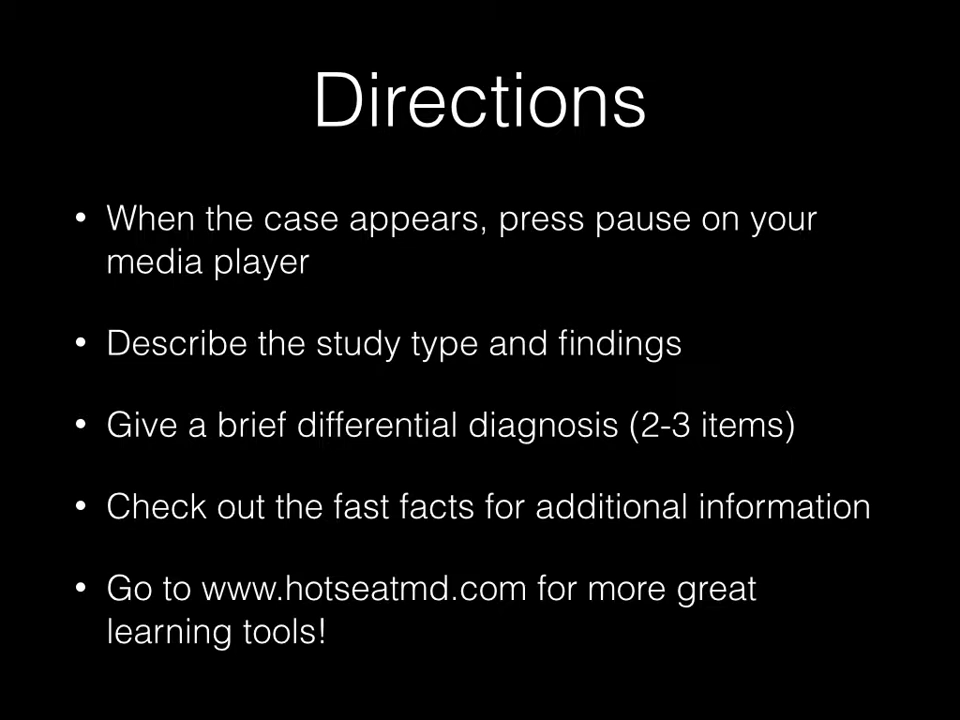 Directions
• When the case appears, press pause on your
media player
• Describe the study type and findings
• Give a brief differential diagnosis (2-3 items)
• Check out the fast facts for additional information
• Go to www.hotseatmd.com for more great
learning tools!